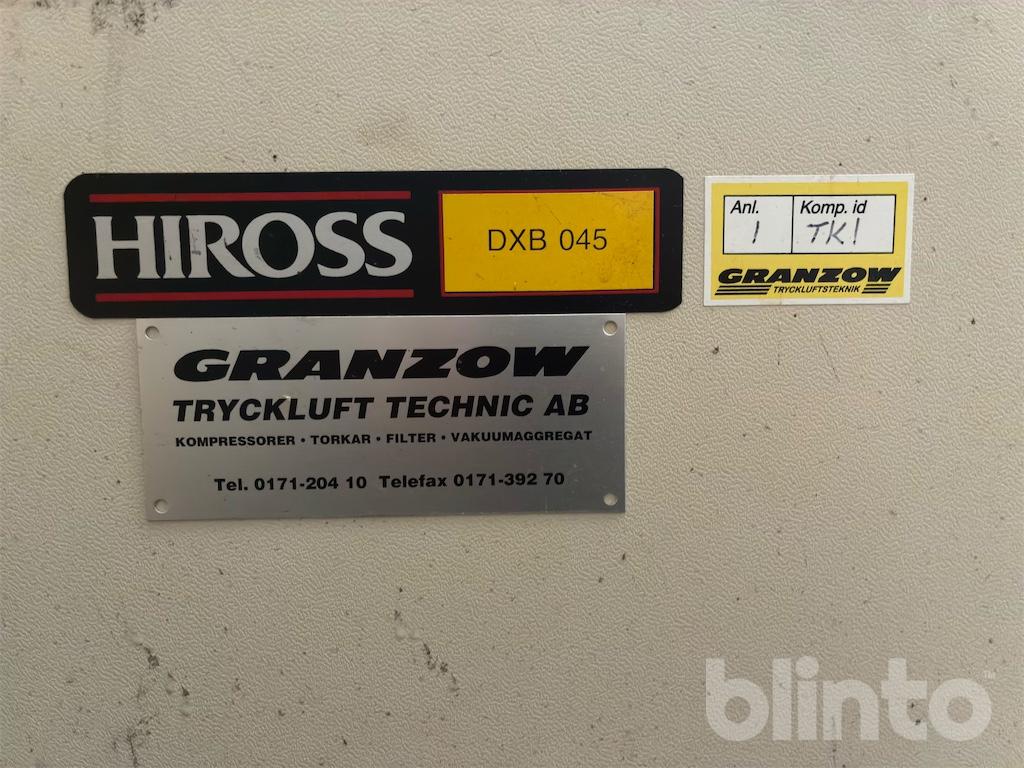 HIROSS
DXB 045
Anl. Komp. id
1 TK1
GRANZOW
TRYCKLUFTSTEKNIK
GRANZOW
TRYCKLUFT TECHNIC AB
KOMPRESSORER • TORKAR • FILTER • VAKUUMAGGREGAT
Tel. 0171-204 10 Telefax 0171-392 70
blinto™